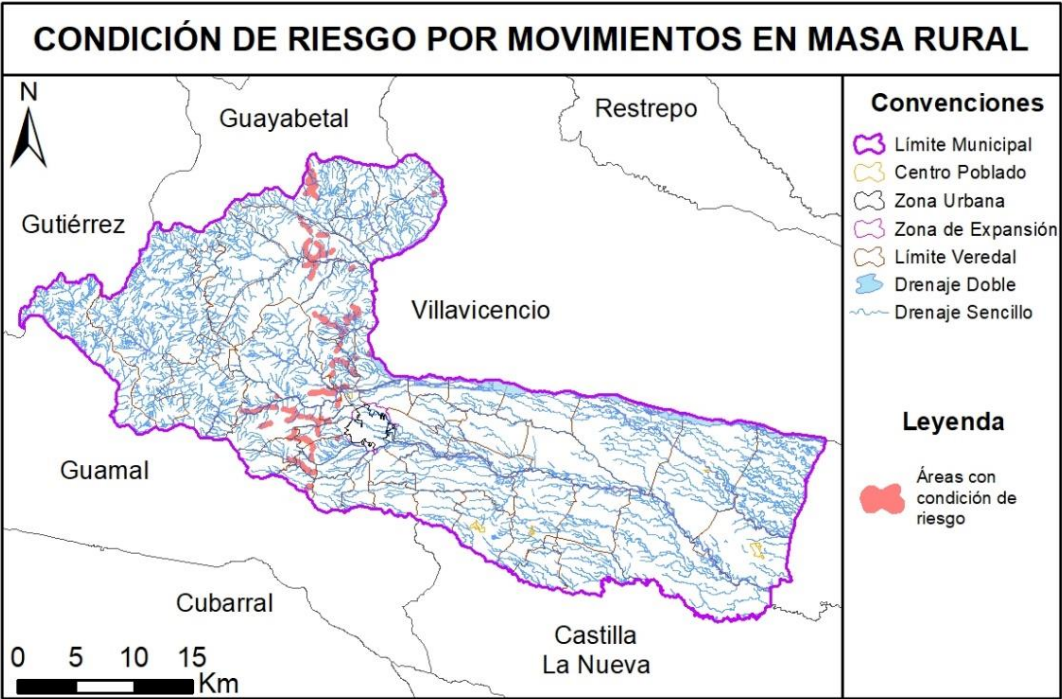 CONDICIÓN DE RIESGO POR MOVIMIENTOS EN MASA RURAL
N
Guayabetal
Restrepo
Gutiérrez
Villavicencio
Guamal
Cubarral
Castilla
La Nueva
0 5 10 15
Km
Convenciones
Límite Municipal
Centro Poblado
Zona Urbana
Zona de Expansión
Límite Veredal
Drenaje Doble
Drenaje Sencillo
Leyenda
Áreas con
condición de
riesgo